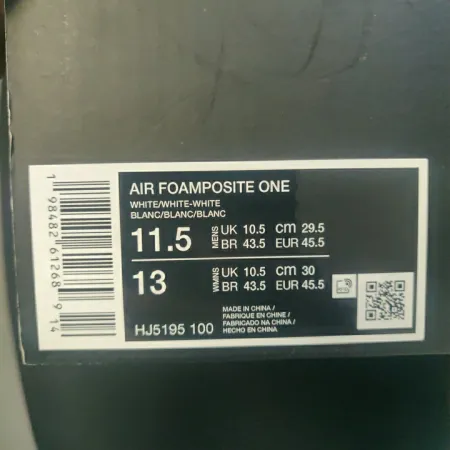 AIR FOAMPOSITE ONE
WHITE/WHITE-WHITE
BLANC/BLANC/BLANC
11.5 MENS UK 10.5 cm 29.5
BR 43.5 EUR 45.5
13 WMNS UK 10.5 cm 30
BR 43.5 EUR 45.5
HJ5195 100
MADE IN CHINA /
FABRIQUE EN CHINE /
FABRICADO NA CHINA /
HECHO EN CHINA
1 98482 61268 9 14